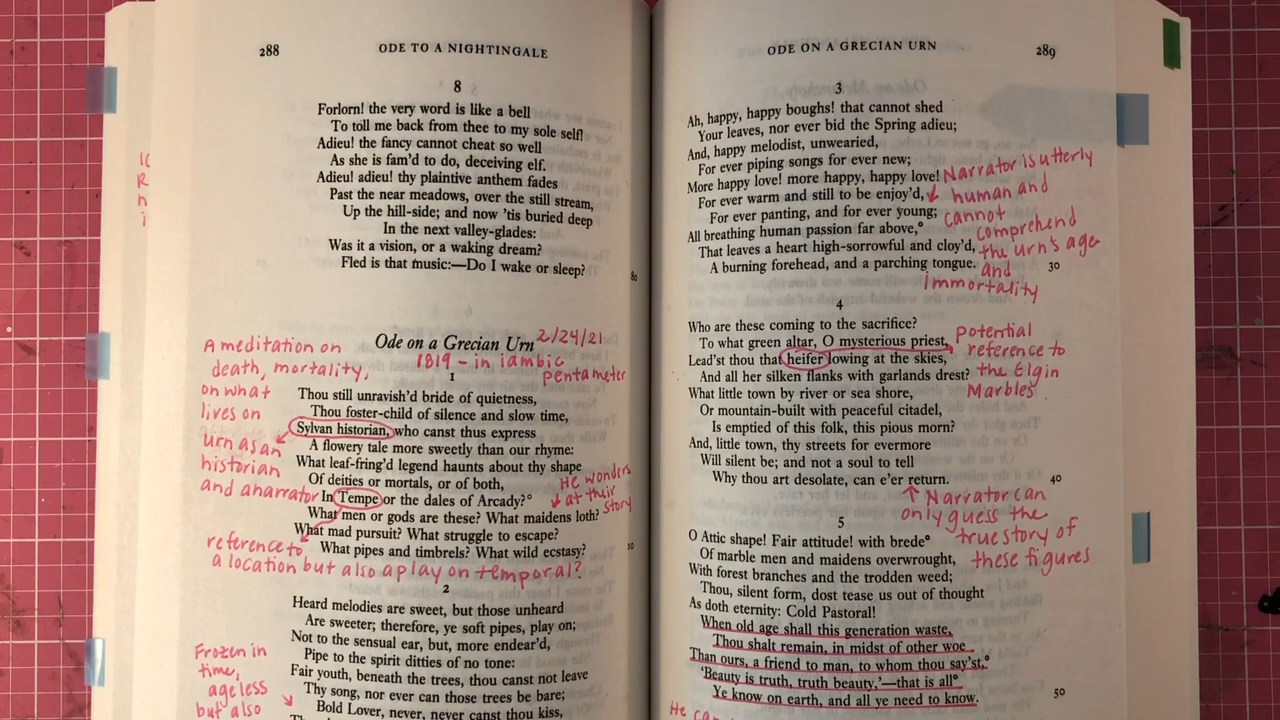 288 ODE TO A NIGHTINGALE
8
Forlorn! the very word is like a bell
To toll me back from thee to my sole self!
Adieu! the fancy cannot cheat so well
As she is fam'd to do, deceiving elf.
Adieu! adieu! thy plaintive anthem fades
Past the near meadows, over the still stream,
Up the hill-side; and now 'tis buried deep
In the next valley-glades:
Was it a vision, or a waking dream?
Fled is that music:—Do I wake or sleep?
80
Ode on a Grecian Urn
2/24/21
1819 - in iambic
pentameter
A meditation on
death, mortality,
on what
lives on
1
Thou still unravish'd bride of quietness,
Thou foster-child of silence and slow time,
Sylvan historian, who canst thus express
A flowery tale more sweetly than our rhyme:
What leaf-fring'd legend haunts about thy shape
Of deities or mortals, or of both,
In Tempe or the dales of Arcady?°
What men or gods are these? What maidens loth?
What mad pursuit? What struggle to escape?
What pipes and timbrels? What wild ecstasy?
10
urn as an
historian
and a narrator
He wonders
at their
story
reference to
a location but also a play on temporal?
2
Heard melodies are sweet, but those unheard
Are sweeter; therefore, ye soft pipes, play on;
Not to the sensual ear, but, more endear'd,
Pipe to the spirit ditties of no tone:
Fair youth, beneath the trees, thou canst not leave
Thy song, nor ever can those trees be bare;
Bold Lover, never, never canst thou kiss,
Frozen in
time,
ageless
but also
ODE ON A GRECIAN URN 289
3
Ah, happy, happy boughs! that cannot shed
Your leaves, nor ever bid the Spring adieu;
And, happy melodist, unwearied,
For ever piping songs for ever new;
More happy love! more happy, happy love!
For ever warm and still to be enjoy'd,
For ever panting, and for ever young;
All breathing human passion far above,°
That leaves a heart high-sorrowful and cloy'd,
A burning forehead, and a parching tongue.
30
Narrator is utterly
human and
cannot
comprehend
the urn's age
and
immortality
4
Who are these coming to the sacrifice?
To what green altar, O mysterious priest,
Lead'st thou that heifer lowing at the skies,
And all her silken flanks with garlands drest?
What little town by river or sea shore,
Or mountain-built with peaceful citadel,
Is emptied of this folk, this pious morn?
And, little town, thy streets for evermore
Will silent be; and not a soul to tell
Why thou art desolate, can e'er return.
40
potential
reference to
the Elgin
Marbles
Narrator can
only guess the
true story of
these figures
5
O Attic shape! Fair attitude! with brede°
Of marble men and maidens overwrought,
With forest branches and the trodden weed;
Thou, silent form, dost tease us out of thought
As doth eternity: Cold Pastoral!
When old age shall this generation waste,
Thou shalt remain, in midst of other woe
Than ours, a friend to man, to whom thou say'st,°
'Beauty is truth, truth beauty,'—that is all°
Ye know on earth, and all ye need to know.
50
He